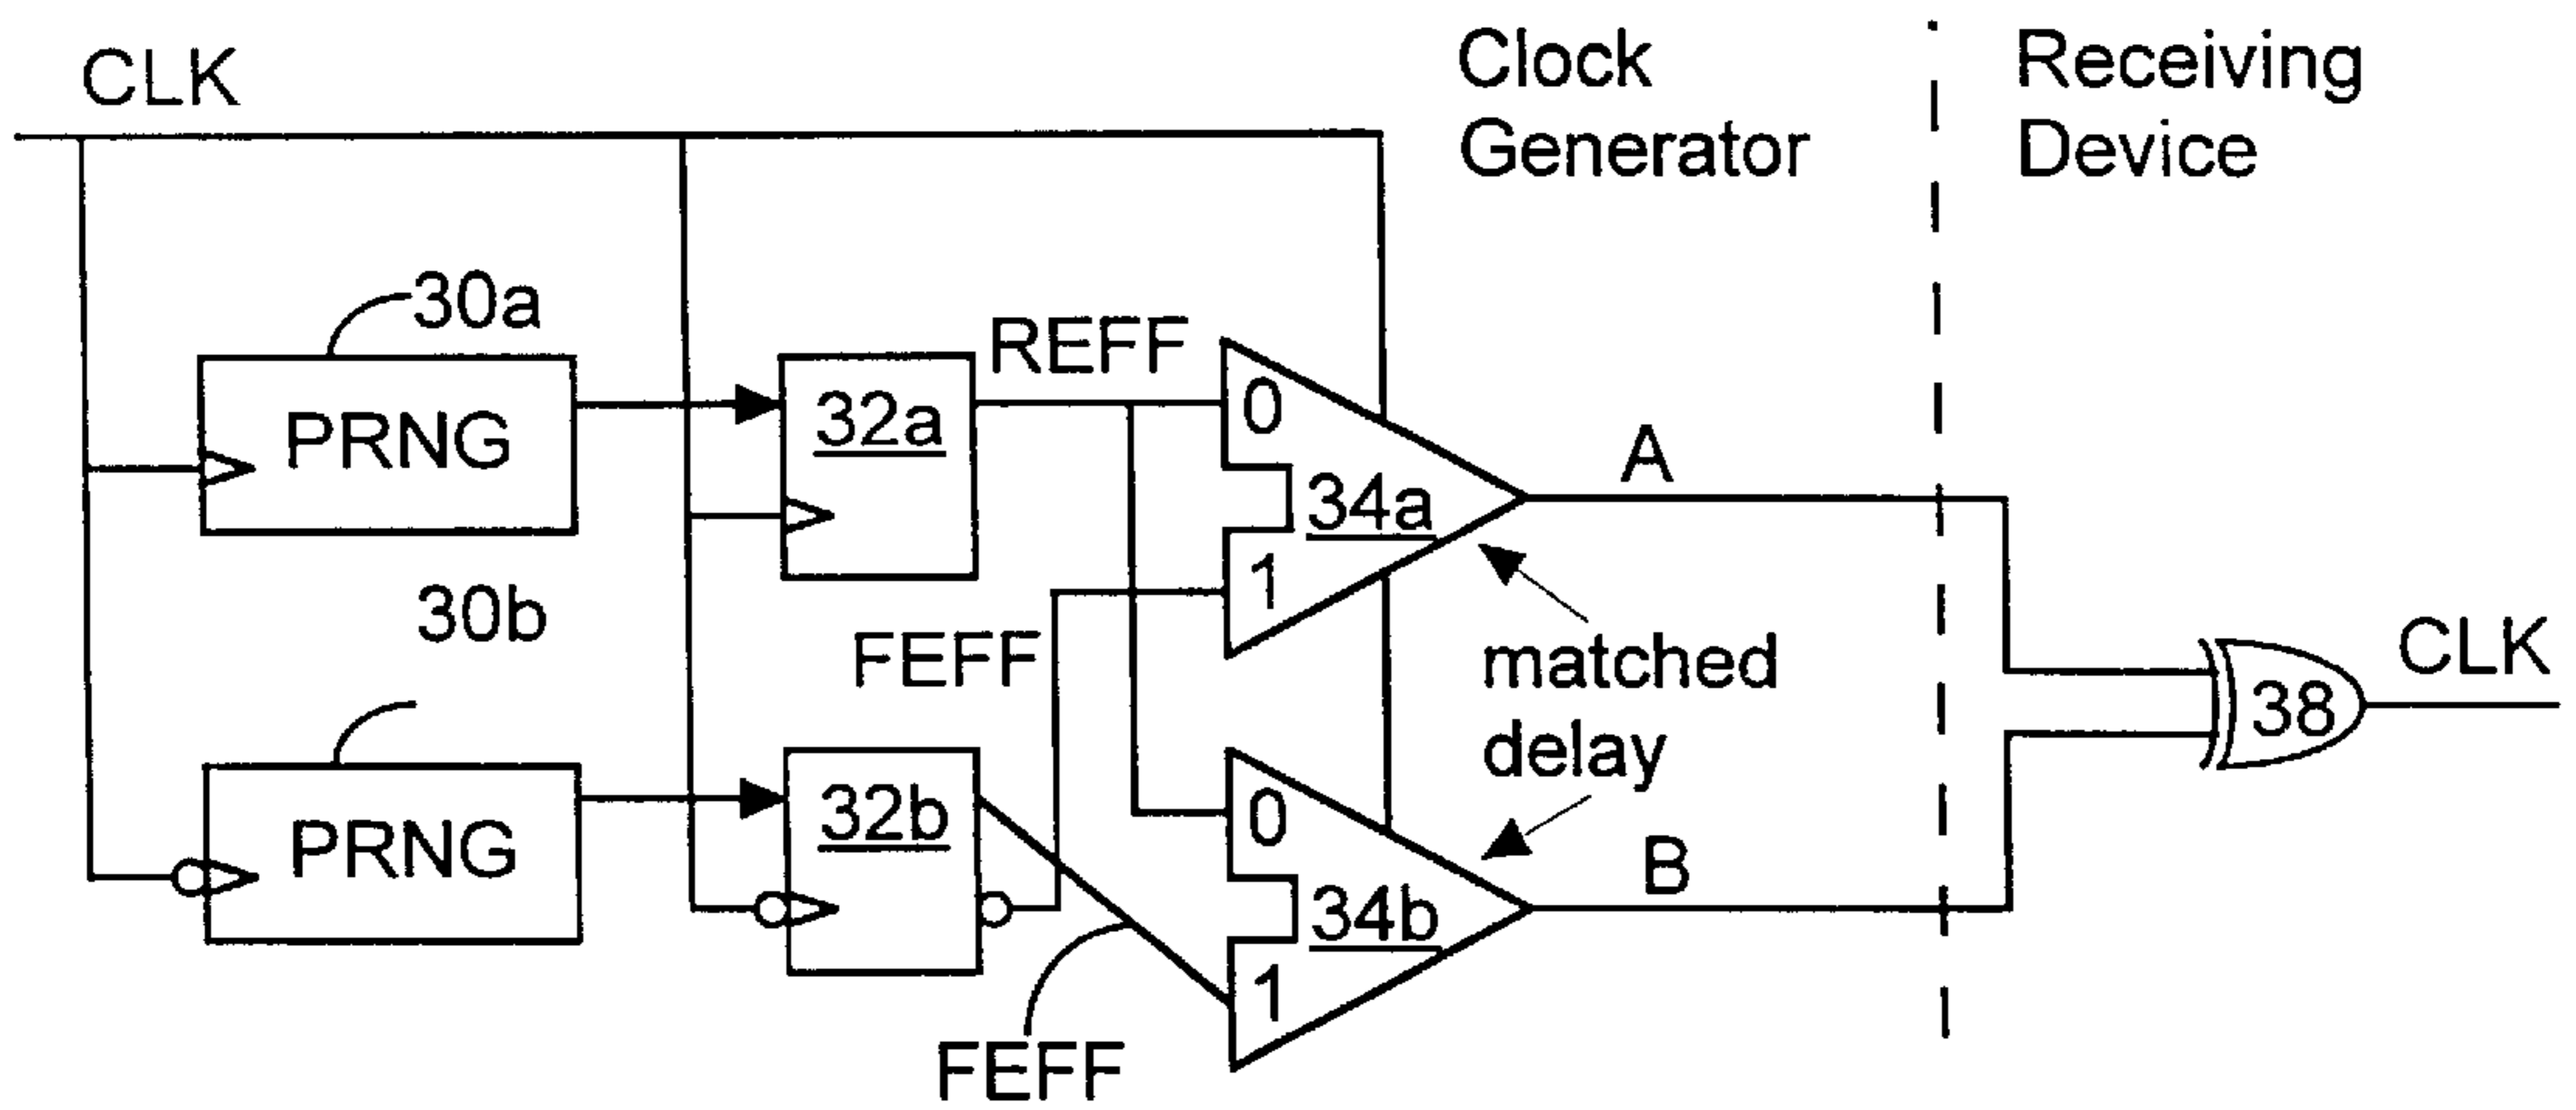 CLK
Clock
Generator
Receiving
Device
30a
PRNG
32a
REFF
0
34a
1
A
30b
FEFF
matched
delay
38
CLK
PRNG
32b
0
34b
1
B
FEFF